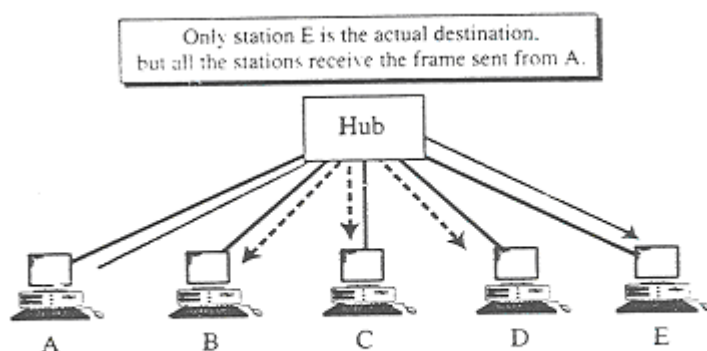 Only station E is the actual destination.
but all the stations receive the frame sent from A.
Hub
A B C D E